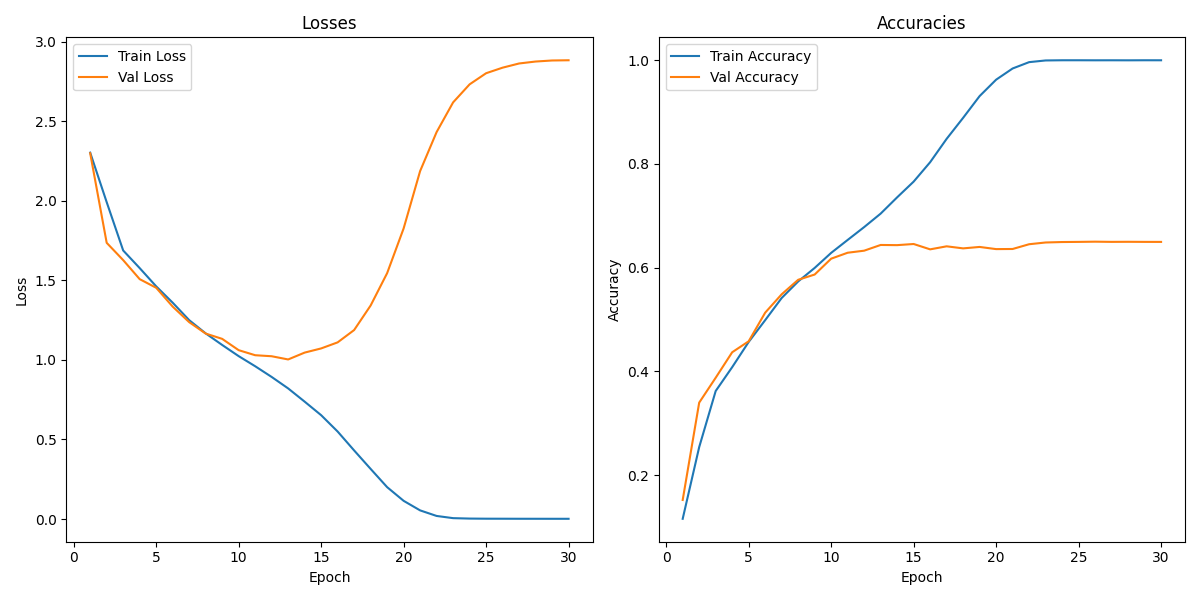 Losses
Train Loss
Val Loss
3.0
2.5
2.0
1.5
1.0
0.5
0.0
Loss
0 5 10 15 20 25 30
Epoch
Accuracies
Train Accuracy
Val Accuracy
1.0
0.8
0.6
0.4
0.2
Accuracy
0 5 10 15 20 25 30
Epoch